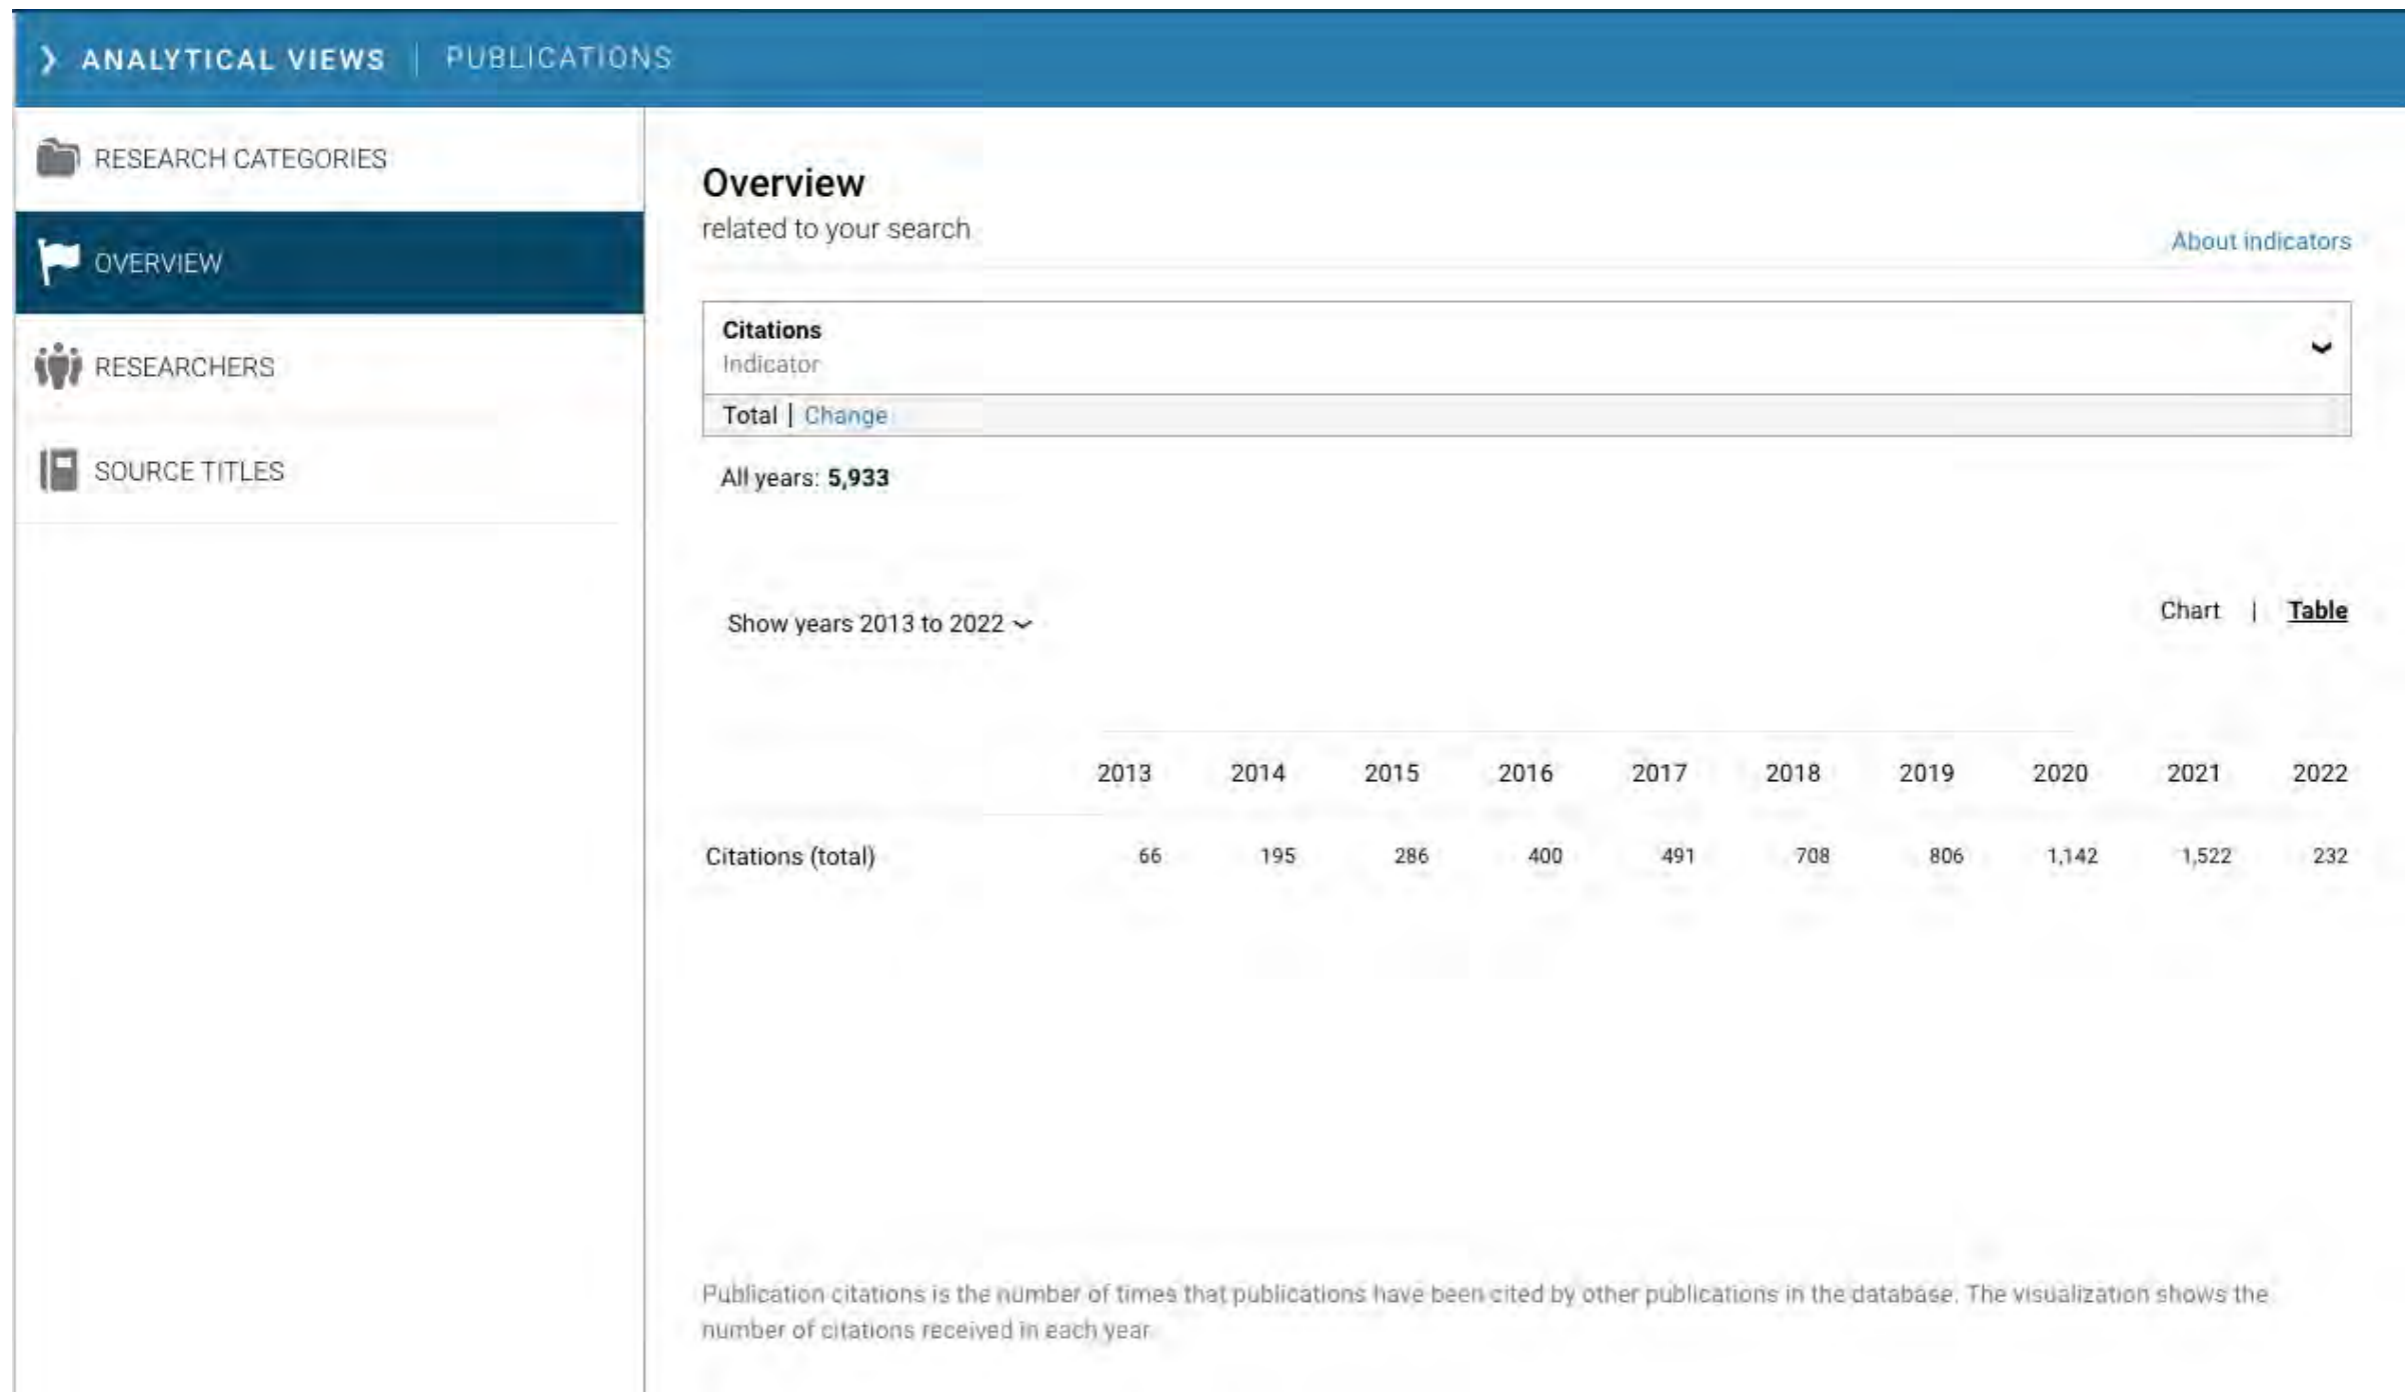 ANALYTICAL VIEWS | PUBLICATIONS
RESEARCH CATEGORIES
OVERVIEW
RESEARCHERS
SOURCE TITLES
Overview
related to your search
About indicators
Citations
Indicator
Total | Change
All years: 5,933
Show years 2013 to 2022
Chart | Table
2013 2014 2015 2016 2017 2018 2019 2020 2021 2022
Citations (total) 66 195 286 400 491 708 806 1,142 1,522 232
Publication citations is the number of times that publications have been cited by other publications in the database. The visualization shows the
number of citations received in each year.